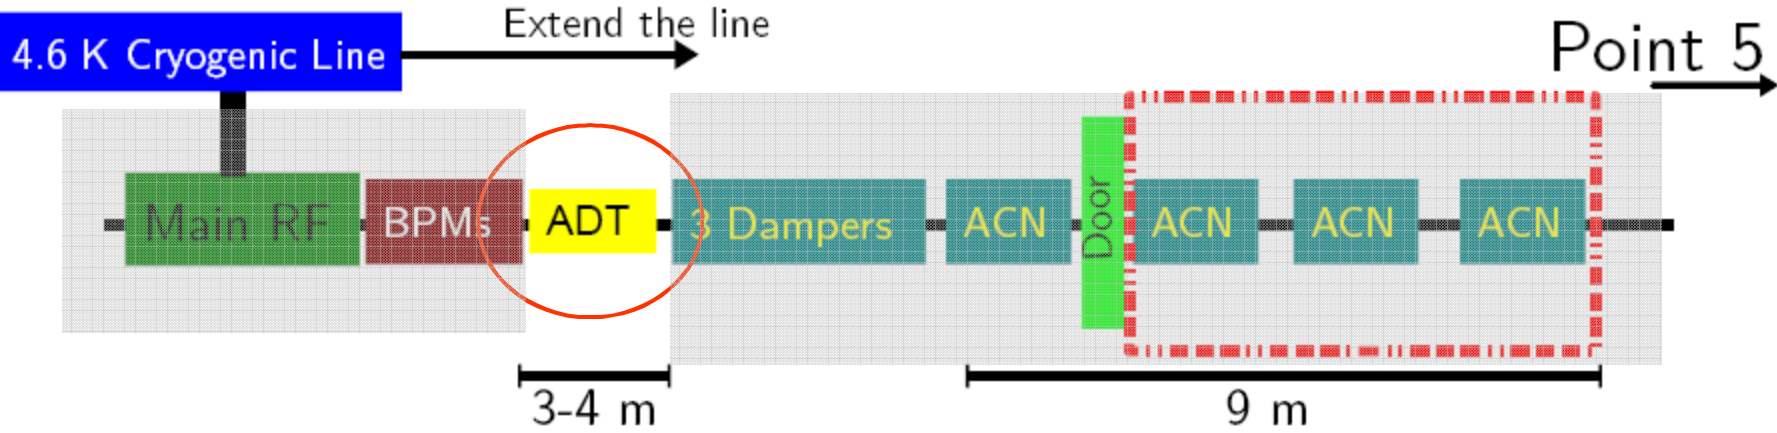 Extend the line
4.6 K Cryogenic Line
Point 5
Main RF
BPMs
ADT
3 Dampers
ACN
Door
ACN
ACN
ACN
3-4 m
9 m